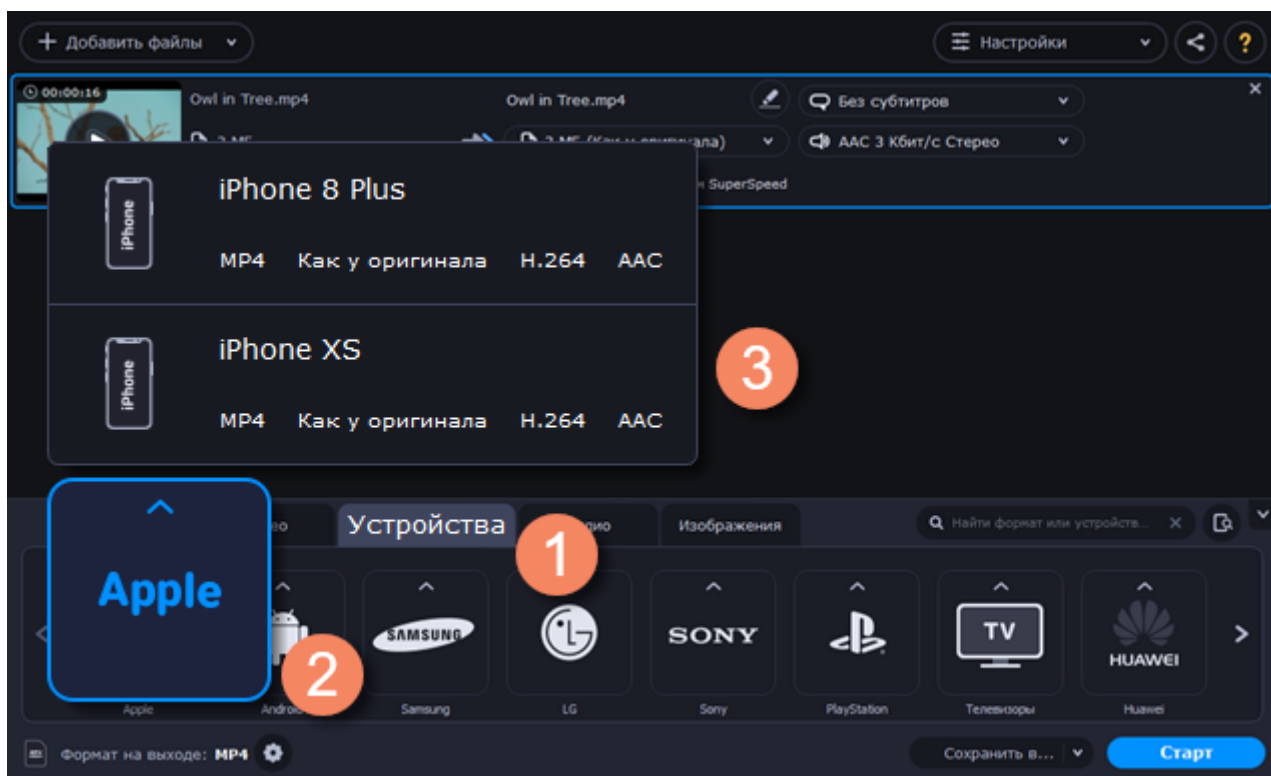 Добавить файлы
Настройки
?
00:00:16
Owl in Tree.mp4
Owl in Tree.mp4
Без субтитров
AAC 3 Кбит/с Стерео
SuperSpeed
iPhone
iPhone 8 Plus
MP4 Как у оригинала H.264 AAC
iPhone
iPhone XS
MP4 Как у оригинала H.264 AAC
3
Устройства
1
Изображения
Найти формат или устройств...
Apple
2
SAMSUNG
LG
SONY
TV
HUAWEI
Apple
Samsung
LG
Sony
PlayStation
Телевизоры
Huawei
Формат на выходе: MP4
Сохранить в...
Старт